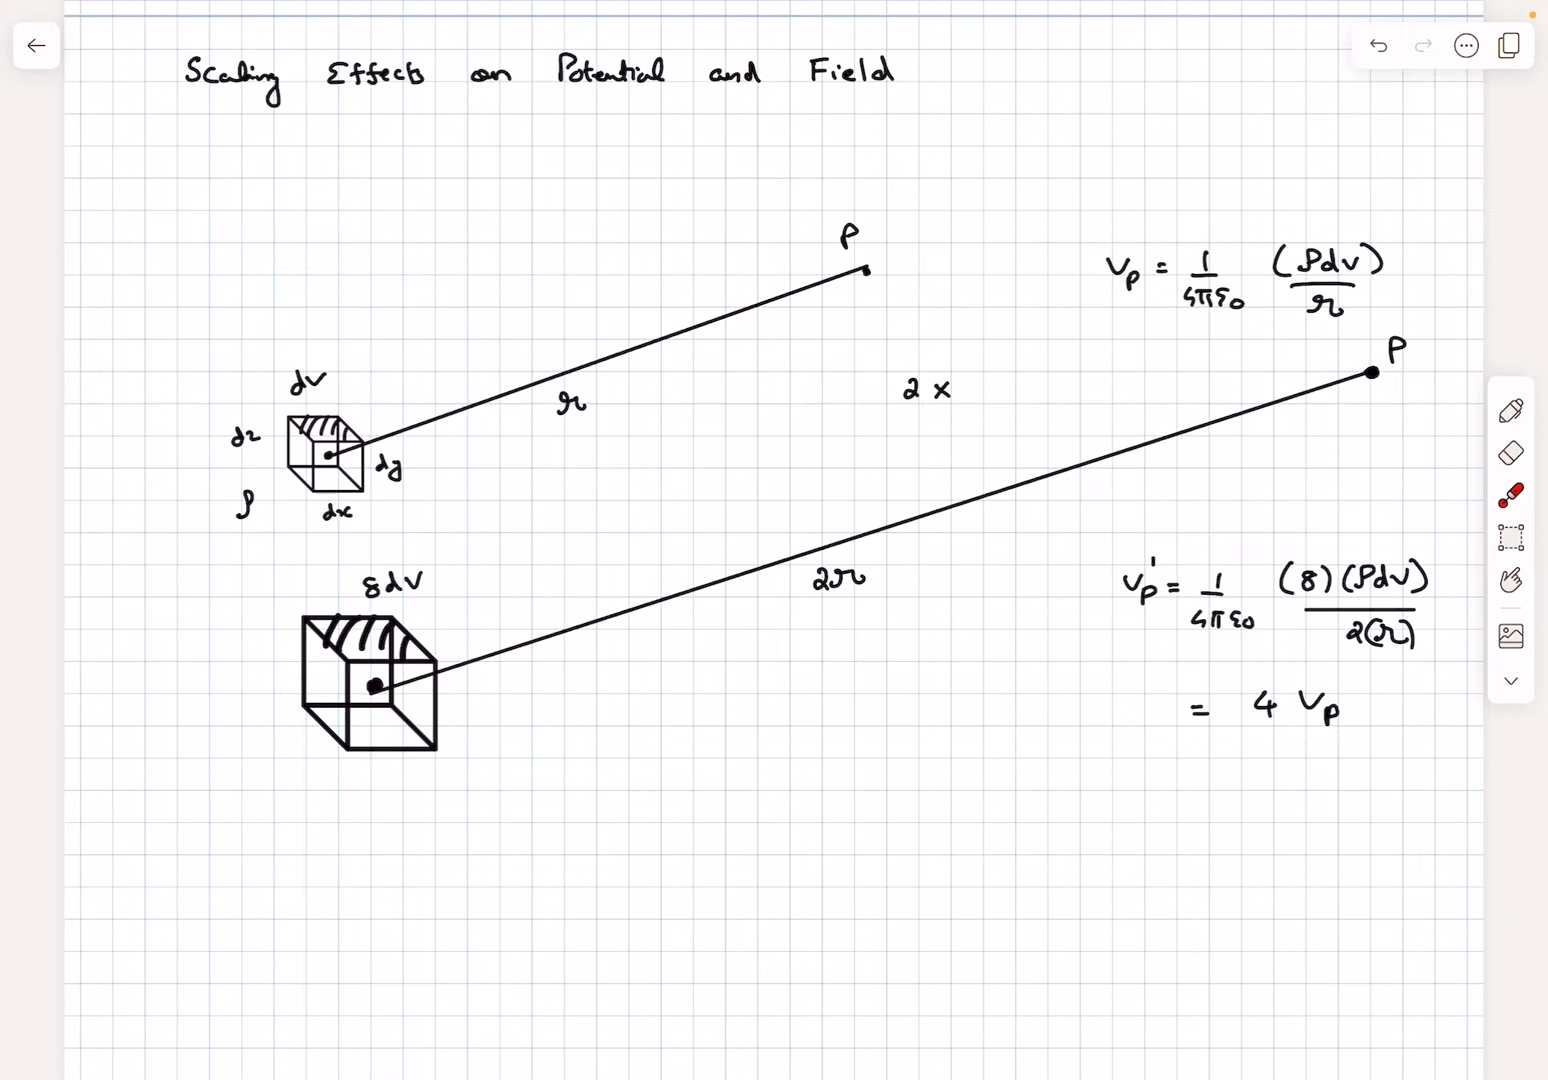 Scaling Effects on Potential and Field
P
Vp = 1/4πε0 (ρdv)/r
P
dv
r
2 x
dz
dy
ρ
dx
8dv
2r
Vp' = 1/4πε0 (8)(ρdv)/2(r)
= 4 Vp